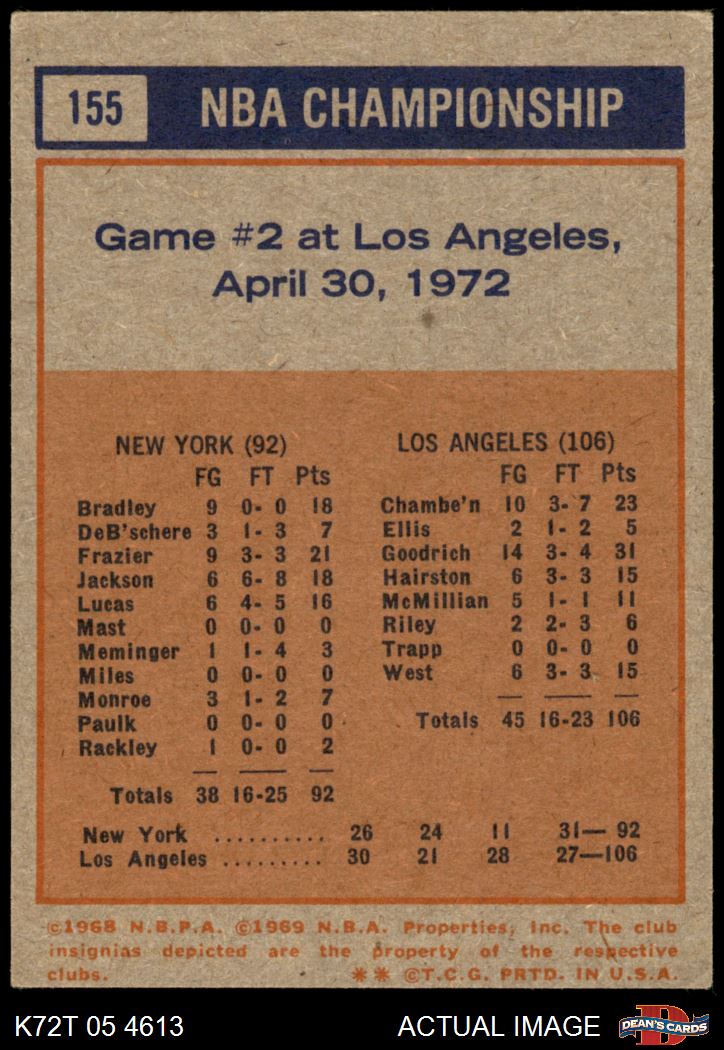 155 NBA CHAMPIONSHIP
Game #2 at Los Angeles,
April 30, 1972
NEW YORK (92)
FG FT Pts
Bradley 9 0- 0 18
DeB'schere 3 1- 3 7
Frazier 9 3- 3 21
Jackson 6 6- 8 18
Lucas 6 4- 5 16
Mast 0 0- 0 0
Meminger 1 1- 4 3
Miles 0 0- 0 0
Monroe 3 1- 2 7
Paulk 0 0- 0 0
Rackley 1 0- 0 2
Totals 38 16-25 92
LOS ANGELES (106)
FG FT Pts
Chambe'n 10 3- 7 23
Ellis 2 1- 2 5
Goodrich 14 3- 4 31
Hairston 6 3- 3 15
McMillian 5 1- 1 11
Riley 2 2- 3 6
Trapp 0 0- 0 0
West 6 3- 3 15
Totals 45 16-23 106
New York .......... 26 24 11 31— 92
Los Angeles ......... 30 21 28 27—106
©1968 N.B.P.A. ©1969 N.B.A. Properties, Inc. The club
insignias depicted are the property of the respective
clubs. ** ©T.C.G. PRTD. IN U.S.A.
K72T 05 4613 ACTUAL IMAGE DEAN'S CARDS